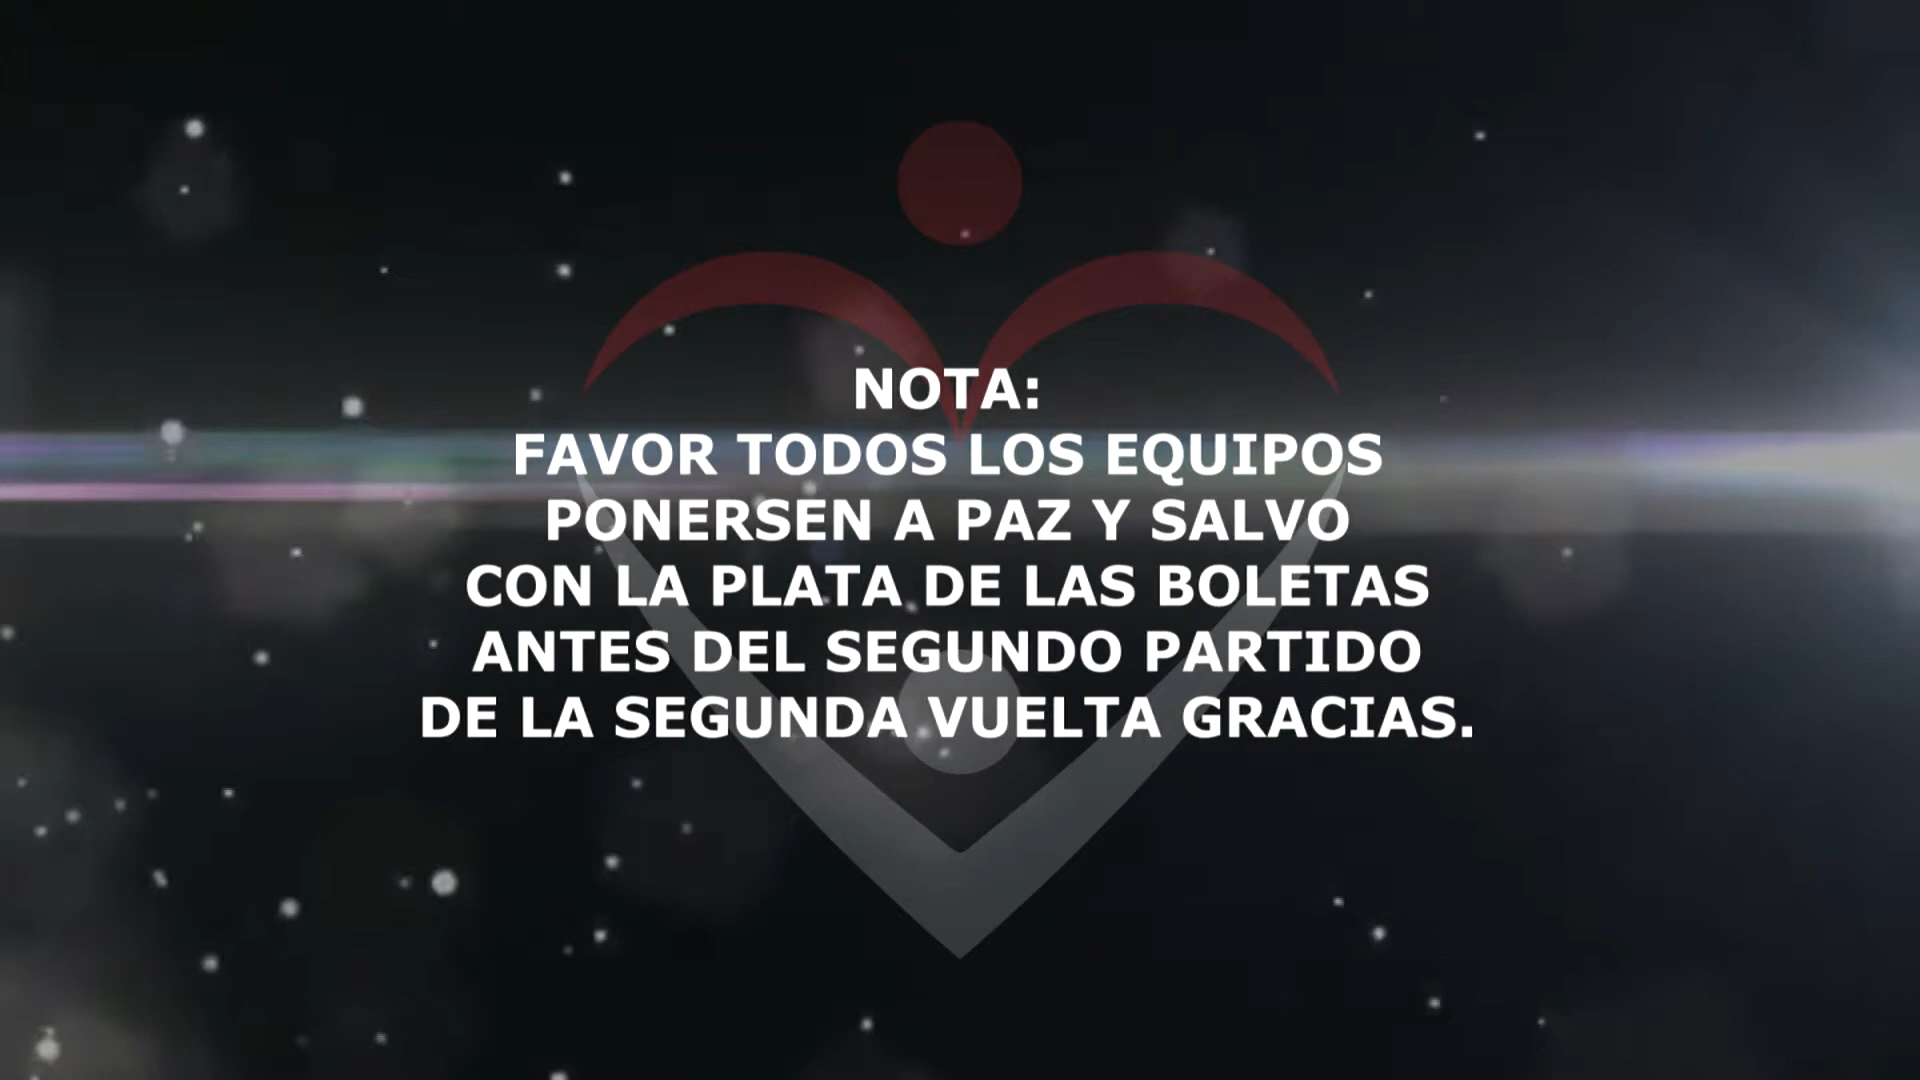 NOTA:
FAVOR TODOS LOS EQUIPOS
PONERSEN A PAZ Y SALVO
CON LA PLATA DE LAS BOLETAS
ANTES DEL SEGUNDO PARTIDO
DE LA SEGUNDA VUELTA GRACIAS.